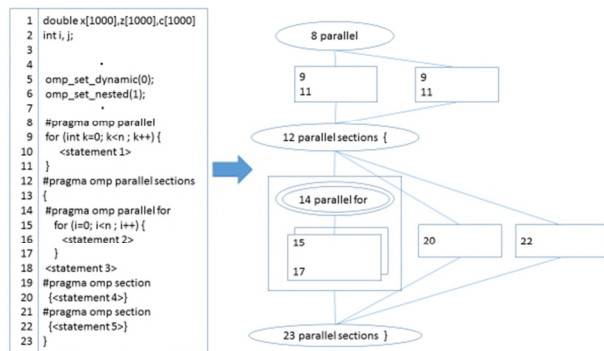 1 double x[1000],z[1000],c[1000]
2 int i, j;
3
4 .
5 omp_set_dynamic(0);
6 omp_set_nested(1);
7 .
8 #pragma omp parallel
9 for (int k=0; k<n ; k++) {
10 <statement 1>
11 }
12 #pragma omp parallel sections
13 {
14 #pragma omp parallel for
15 for (i=0; i<n ; i++) {
16 <statement 2>
17 }
18 <statement 3>
19 #pragma omp section
20 {<statement4>}
21 #pragma omp section
22 {<statement5>}
23 }
8 parallel
9
11
9
11
12 parallel sections {
14 parallel for
15
17
20
22
23 parallel sections }